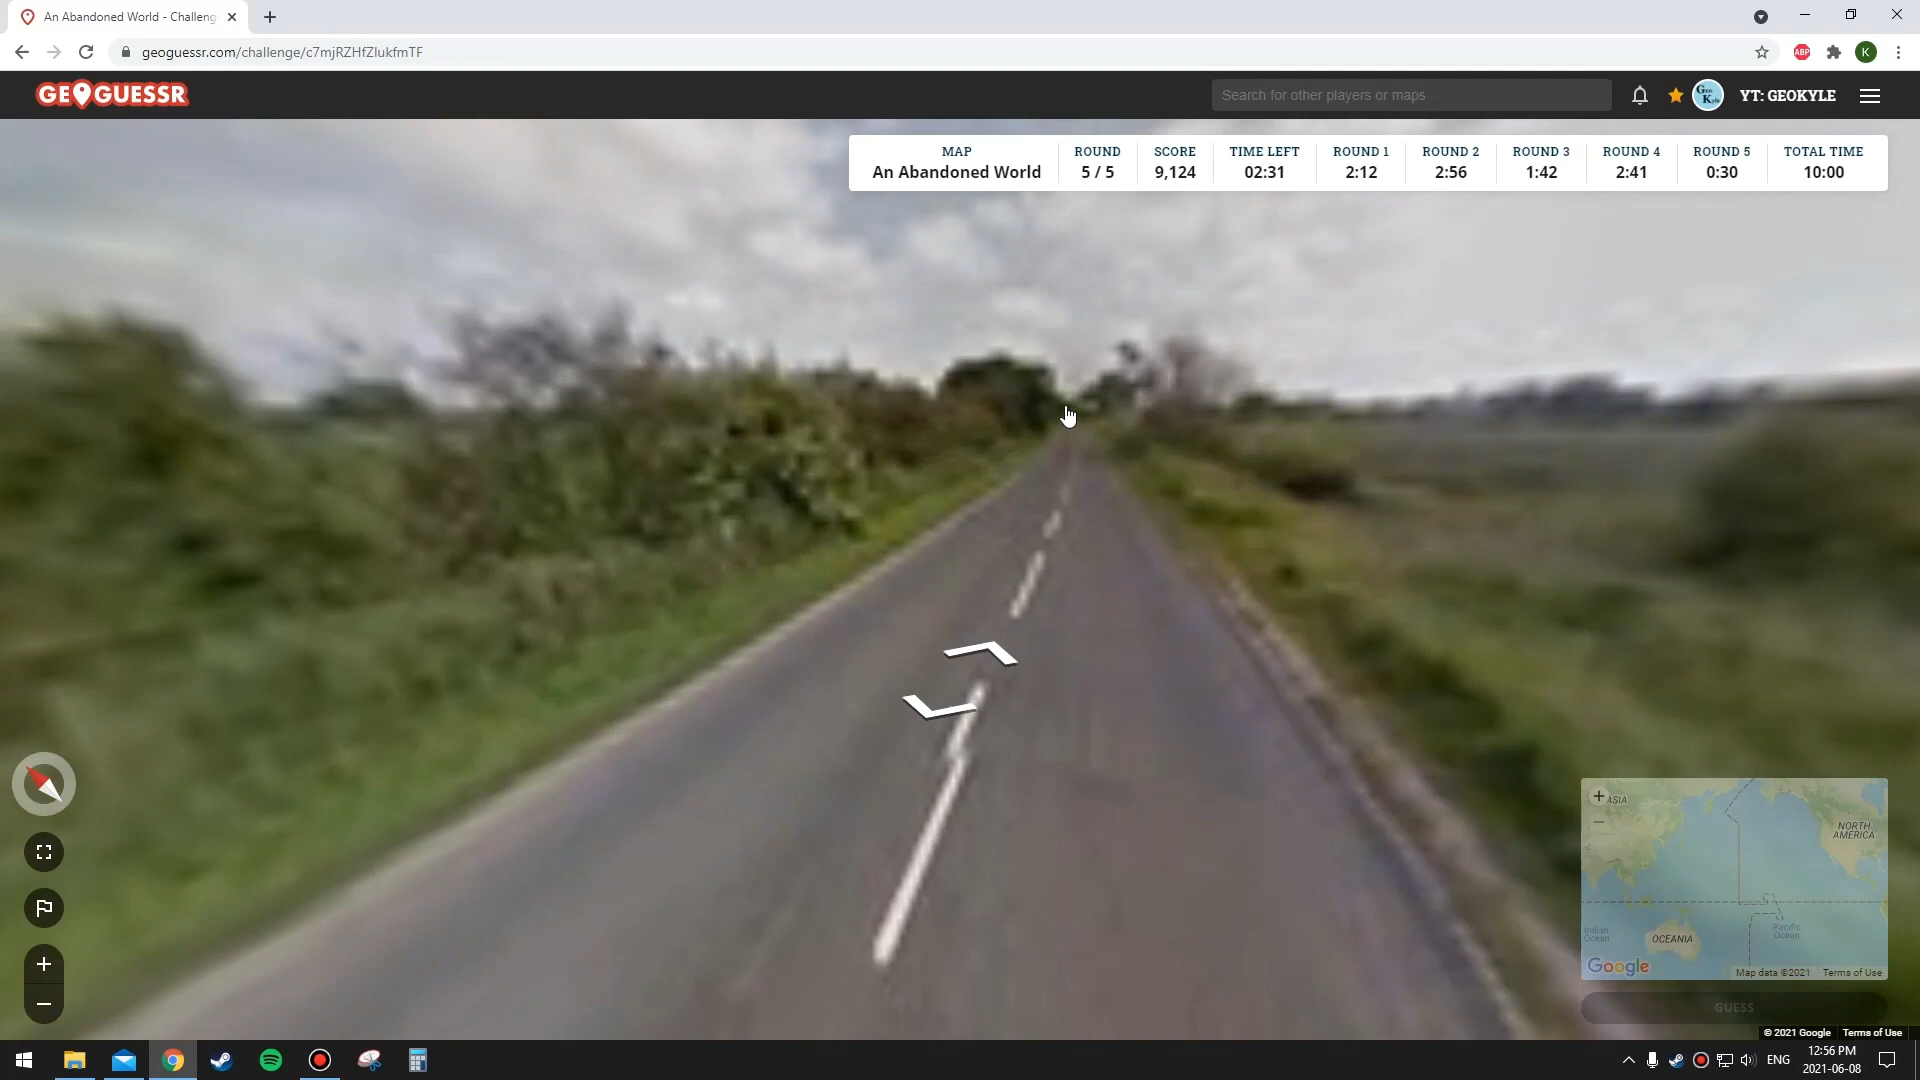 An Abandoned World - Challeng
geoguessr.com/challenge/c7mjRZHfZlukfmTF
ABP
K
GEOGUESSR
Search for other players or maps
Geo
Kyle
YT: GEOKYLE
MAP ROUND SCORE TIME LEFT ROUND 1 ROUND 2 ROUND 3 ROUND 4 ROUND 5 TOTAL TIME
An Abandoned World 5 / 5 9,124 02:31 2:12 2:56 1:42 2:41 0:30 10:00
ASIA
NORTH
AMERICA
Indian
Ocean
OCEANIA
Pacific
Ocean
Google
Map data ©2021 Terms of Use
GUESS
© 2021 Google Terms of Use
ENG
12:56 PM
2021-06-08